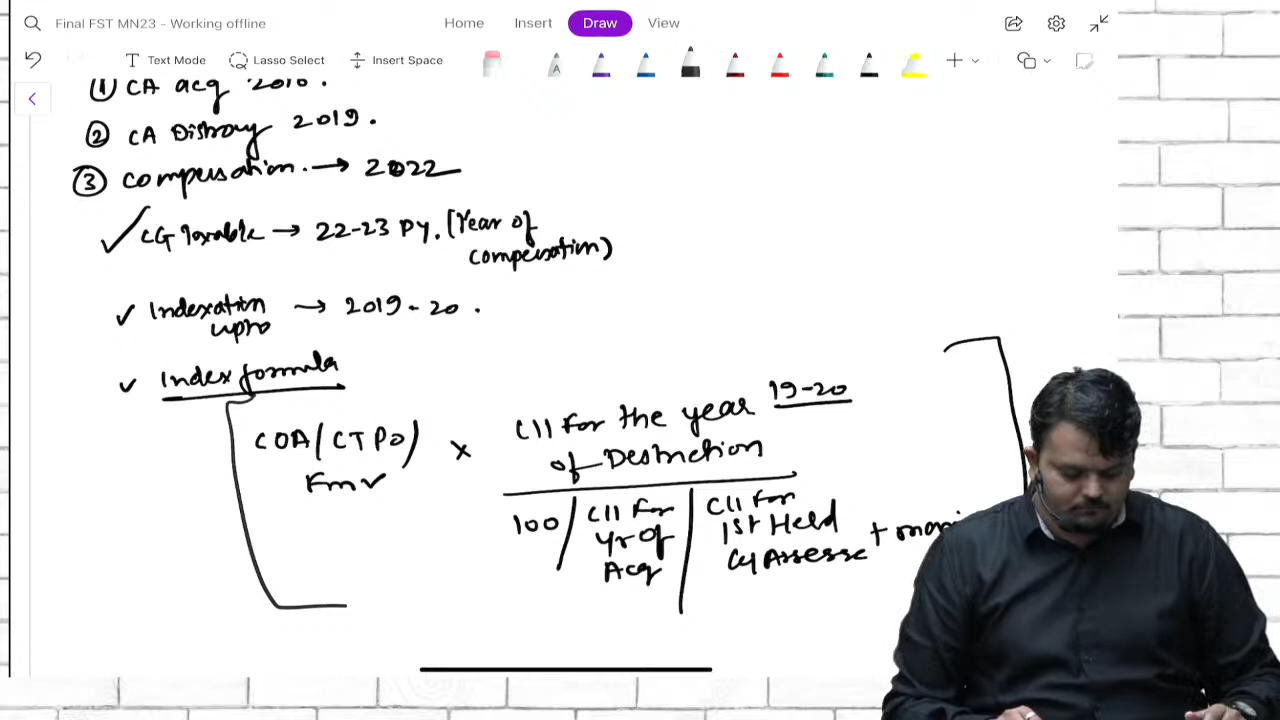 Final FST MN23 - Working offline
Home Insert Draw View
Text Mode Lasso Select Insert Space
① CA acq 2010.
② CA Distroy 2019.
③ compensation. → 2022
✓ CG Taxable → 22-23 PY. (Year of
compensation)
✓ Indexation → 2019-20.
upto
✓ Index formula
COA/CTPO) × CII For the year 19-20
Fmv of Destruction
100 / CII For | CII For
yr of 1st Held
Acq by Assesse +